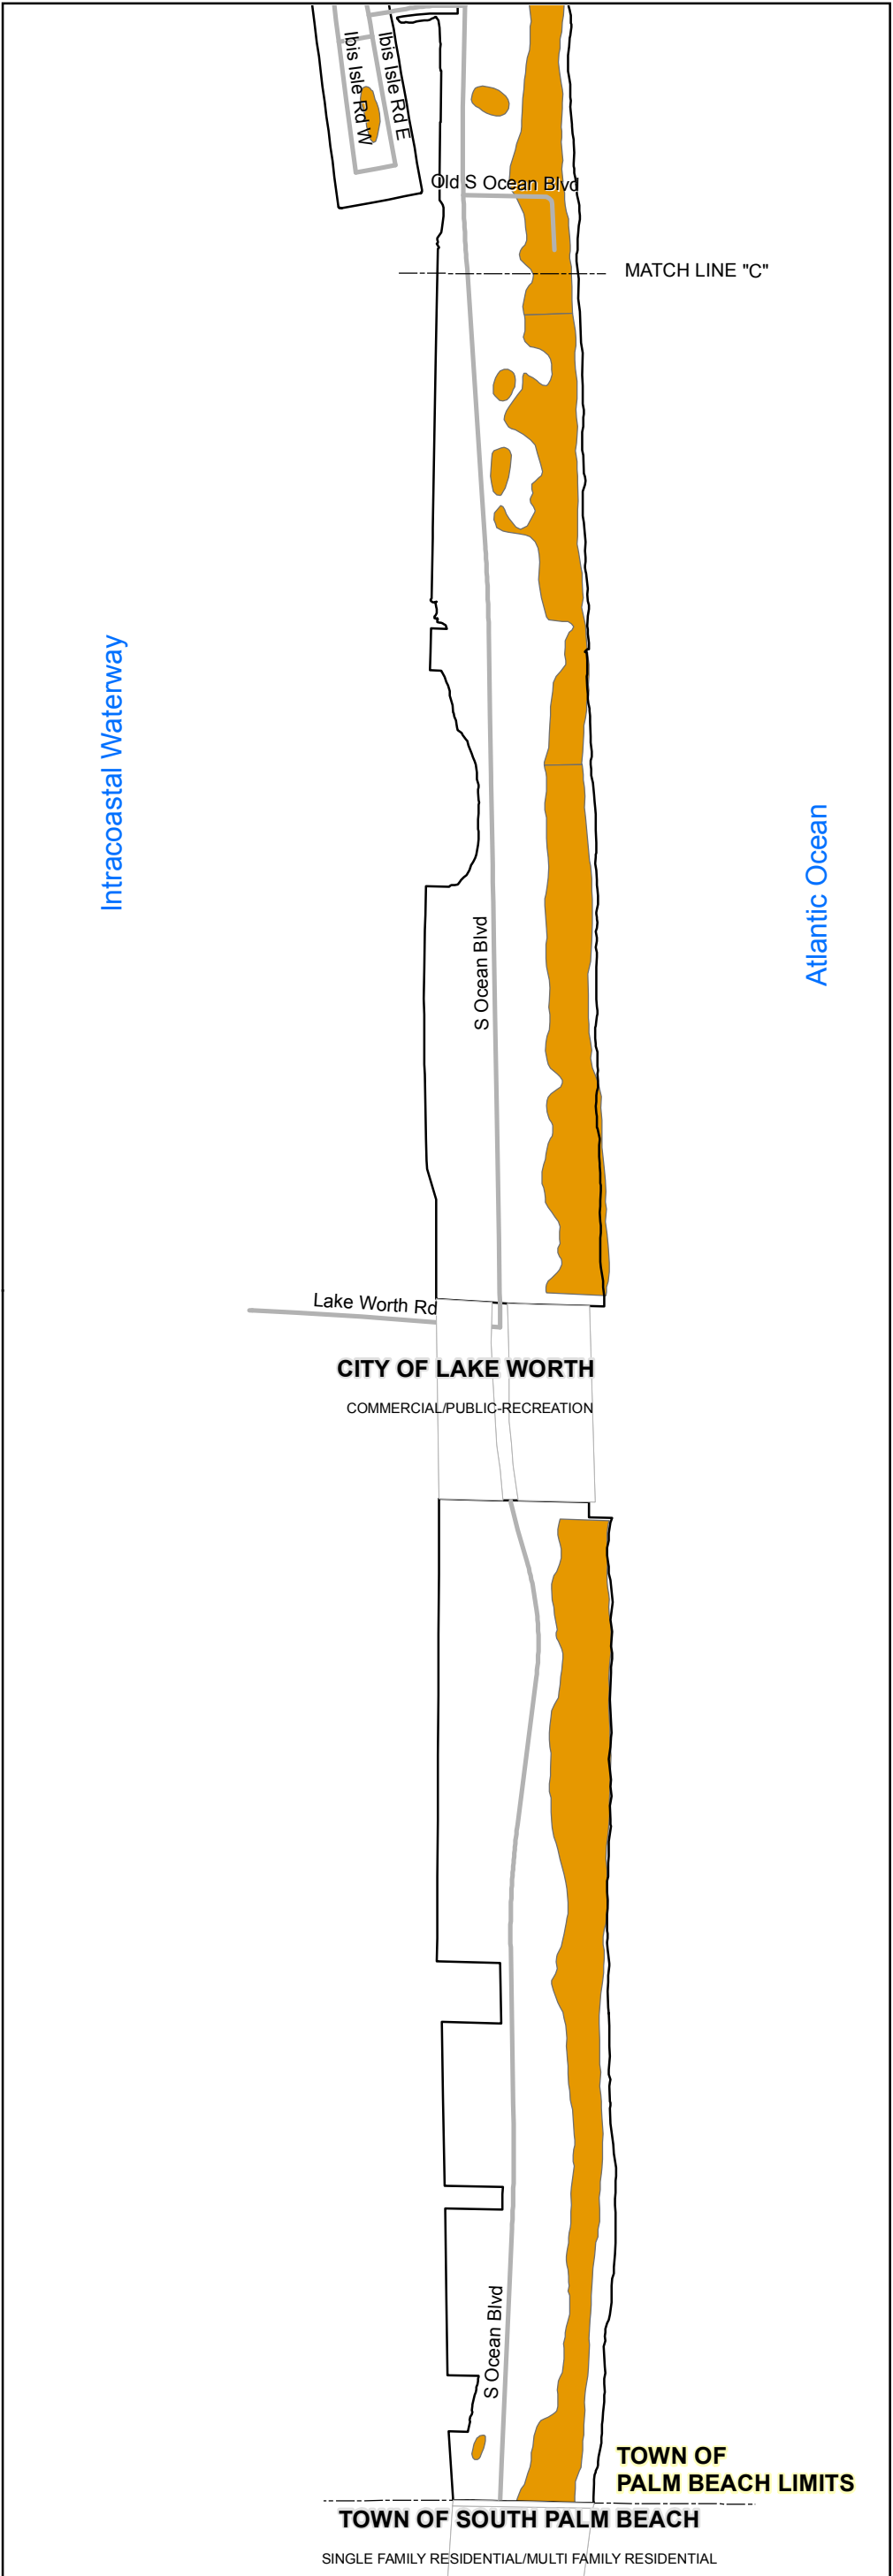 Ibis Isle Rd W
Ibis Isle Rd E
Old S Ocean Blvd
MATCH LINE "C"
Intracoastal Waterway
Atlantic Ocean
S Ocean Blvd
Lake Worth Rd
CITY OF LAKE WORTH
COMMERCIAL/PUBLIC-RECREATION
S Ocean Blvd
TOWN OF
PALM BEACH LIMITS
TOWN OF SOUTH PALM BEACH
SINGLE FAMILY RESIDENTIAL/MULTI FAMILY RESIDENTIAL